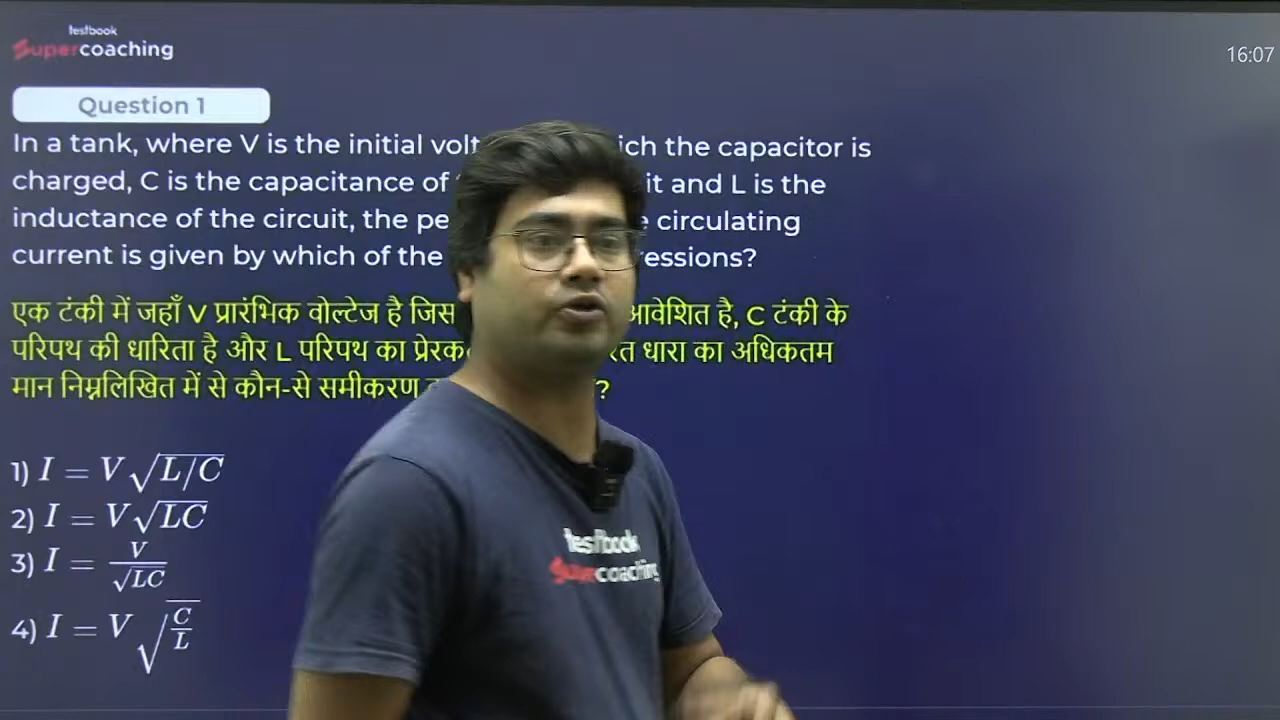 testbook
Supercoaching
16:07
Question 1
In a tank, where V is the initial volt ich the capacitor is
charged, C is the capacitance of it and L is the
inductance of the circuit, the pe e circulating
current is given by which of the ressions?
एक टंकी में जहाँ V प्रारंभिक वोल्टेज है जिस आवेशित है, C टंकी के
परिपथ की धारिता है और L परिपथ का प्रेरक रत धारा का अधिकतम
मान निम्नलिखित में से कौन-से समीकरण ?
1) I = V√(L/C)
2) I = V√(LC)
3) I = V/√(LC)
4) I = V√(C/L)
testbook
Supercoaching